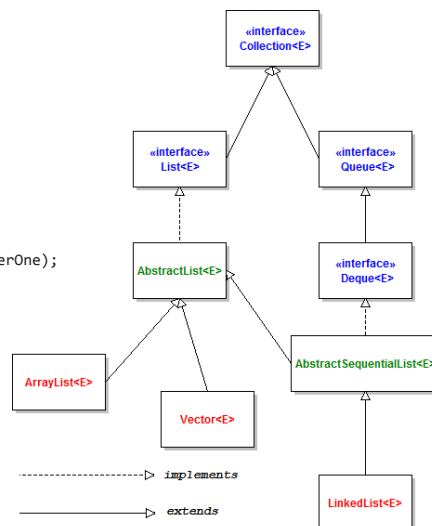 «interface»
Collection<E>
«interface»
List<E>
«interface»
Queue<E>
erOne);
AbstractList<E>
«interface»
Deque<E>
AbstractSequentialList<E>
ArrayList<E>
Vector<E>
implements
extends
LinkedList<E>